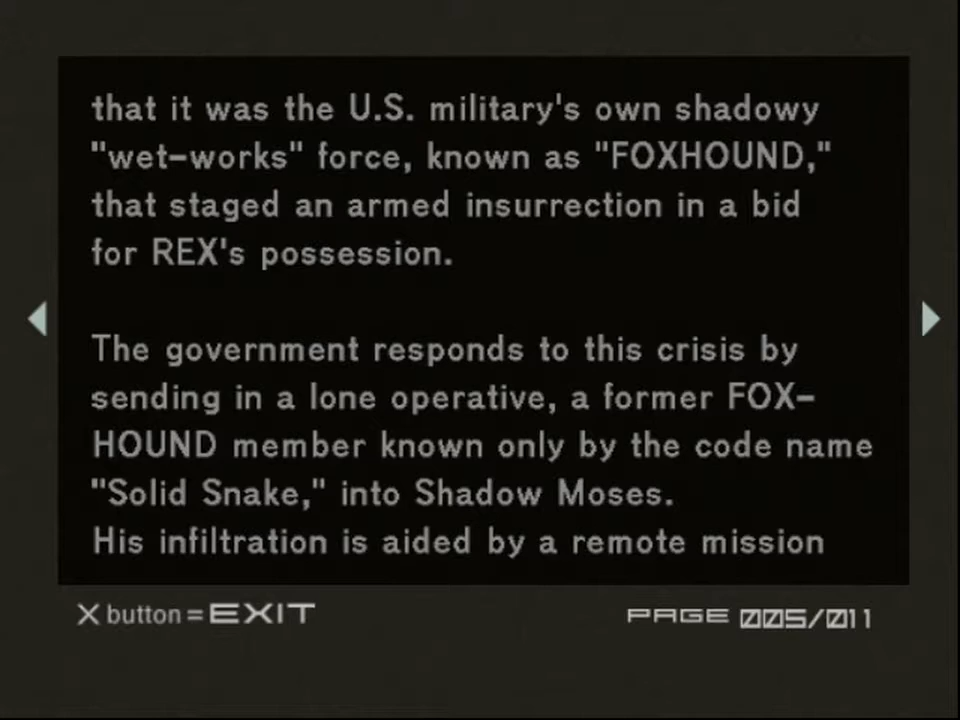 that it was the U.S. military's own shadowy
"wet-works" force, known as "FOXHOUND,"
that staged an armed insurrection in a bid
for REX's possession.
The government responds to this crisis by
sending in a lone operative, a former FOX-
HOUND member known only by the code name
"Solid Snake," into Shadow Moses.
His infiltration is aided by a remote mission
X button = EXIT
PAGE 005/011